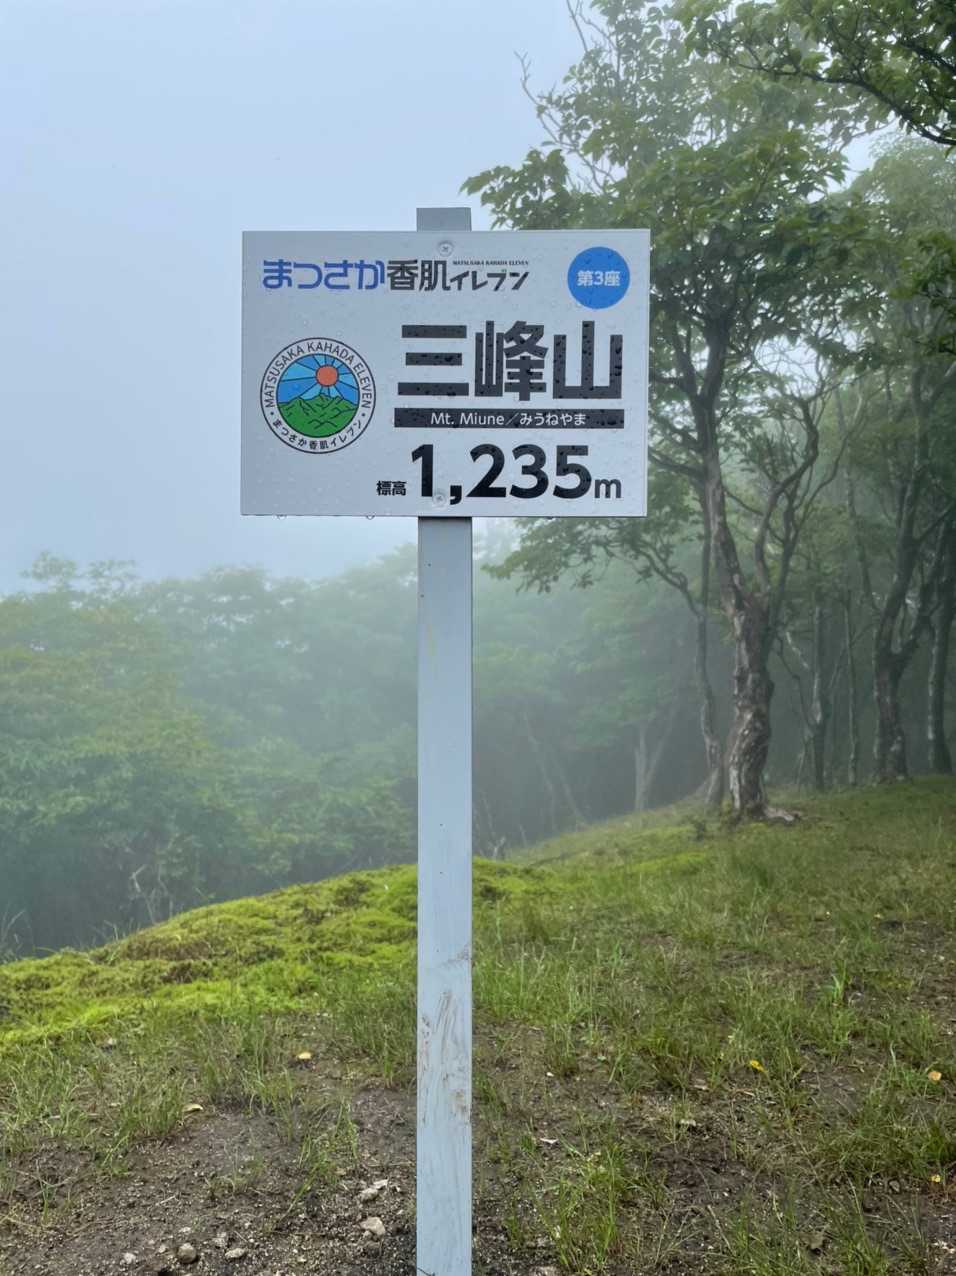 まつさか香肌イレブン
MATSUSAKA KAHADA ELEVEN
第3座
MATSUSAKA KAHADA ELEVEN
まつさか香肌イレブン
三峰山
Mt. Miune／みうねやま
標高 1,235m